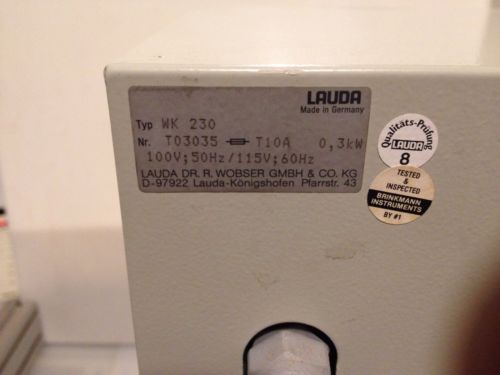 LAUDA
Made in Germany
Typ WK 230
Nr. T03035 T10A 0,3kW
100V;50Hz/115V;60Hz
LAUDA DR. R. WOBSER GMBH & CO. KG
D-97922 Lauda-Königshofen Pfarrstr. 43
Qualitäts-Prüfung
LAUDA
8
TESTED
& INSPECTED
BRINKMANN
INSTRUMENTS
BY #1